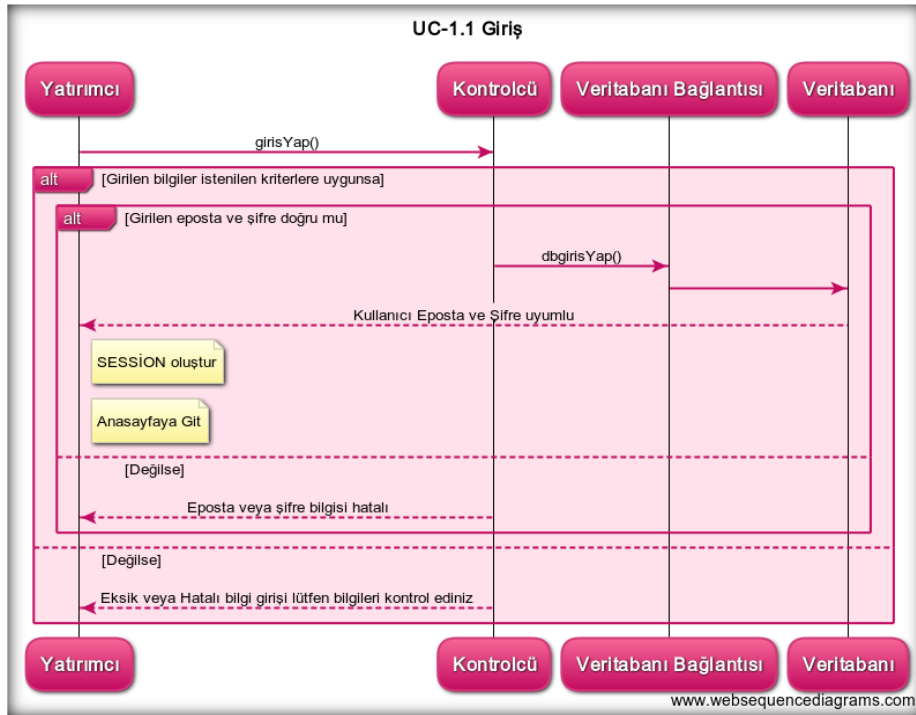 UC-1.1 Giriş
Yatırımcı
Kontrolcü
Veritabanı Bağlantısı
Veritabanı
girisYap()
alt
[Girilen bilgiler istenilen kriterlere uygunsa]
alt
[Girilen eposta ve şifre doğru mu]
dbgirisYap()
Kullanıcı Eposta ve Şifre uyumlu
SESSİON oluştur
Anasayfaya Git
[Değilse]
Eposta veya şifre bilgisi hatalı
[Değilse]
Eksik veya Hatalı bilgi girişi lütfen bilgileri kontrol ediniz
Yatırımcı
Kontrolcü
Veritabanı Bağlantısı
Veritabanı
www.websequencediagrams.com